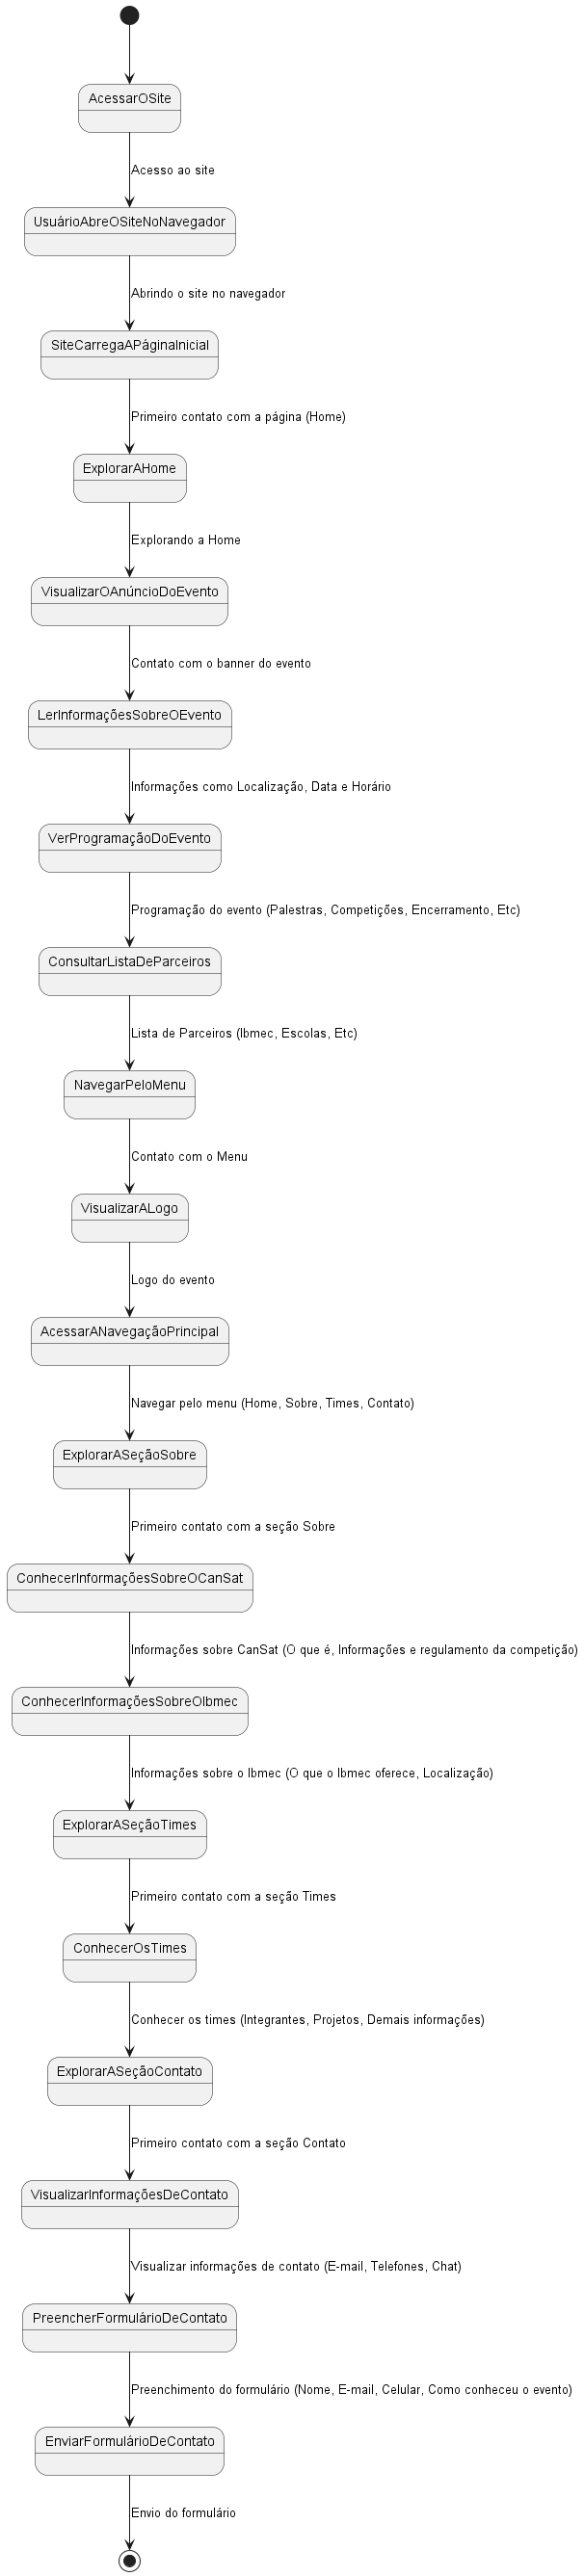 AcessarOSite
Acesso ao site
UsuárioAbreOSiteNoNavegador
Abrindo o site no navegador
SiteCarregaAPáginaInicial
Primeiro contato com a página (Home)
ExplorarAHome
Explorando a Home
VisualizarOAnúncioDoEvento
Contato com o banner do evento
LerInformaçõesSobreOEvento
Informações como Localização, Data e Horário
VerProgramaçãoDoEvento
Programação do evento (Palestras, Competições, Encerramento, Etc)
ConsultarListaDeParceiros
Lista de Parceiros (Ibmec, Escolas, Etc)
NavegarPeloMenu
Contato com o Menu
VisualizarALogo
Logo do evento
AcessarANavegaçãoPrincipal
Navegar pelo menu (Home, Sobre, Times, Contato)
ExplorarASeçãoSobre
Primeiro contato com a seção Sobre
ConhecerInformaçõesSobreOCanSat
Informações sobre CanSat (O que é, Informações e regulamento da competição)
ConhecerInformaçõesSobreOIbmec
Informações sobre o Ibmec (O que o Ibmec oferece, Localização)
ExplorarASeçãoTimes
Primeiro contato com a seção Times
ConhecerOsTimes
Conhecer os times (Integrantes, Projetos, Demais informações)
ExplorarASeçãoContato
Primeiro contato com a seção Contato
VisualizarInformaçõesDeContato
Visualizar informações de contato (E-mail, Telefones, Chat)
PreencherFormulárioDeContato
Preenchimento do formulário (Nome, E-mail, Celular, Como conheceu o evento)
EnviarFormulárioDeContato
Envio do formulário